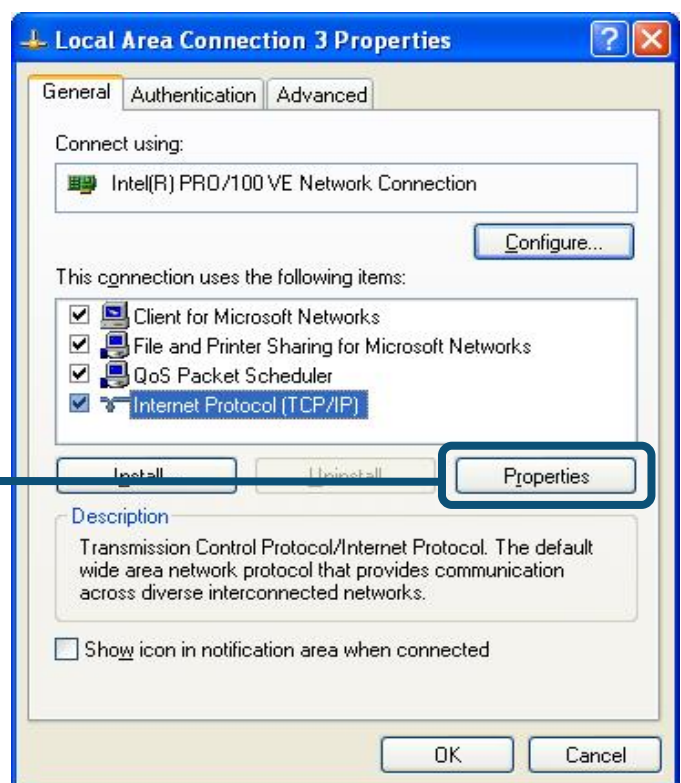 Local Area Connection 3 Properties
General Authentication Advanced
Connect using:
Intel(R) PRO/100 VE Network Connection
Configure...
This connection uses the following items:
Client for Microsoft Networks
File and Printer Sharing for Microsoft Networks
QoS Packet Scheduler
Internet Protocol (TCP/IP)
Install... Uninstall Properties
Description
Transmission Control Protocol/Internet Protocol. The default
wide area network protocol that provides communication
across diverse interconnected networks.
Show icon in notification area when connected
OK Cancel